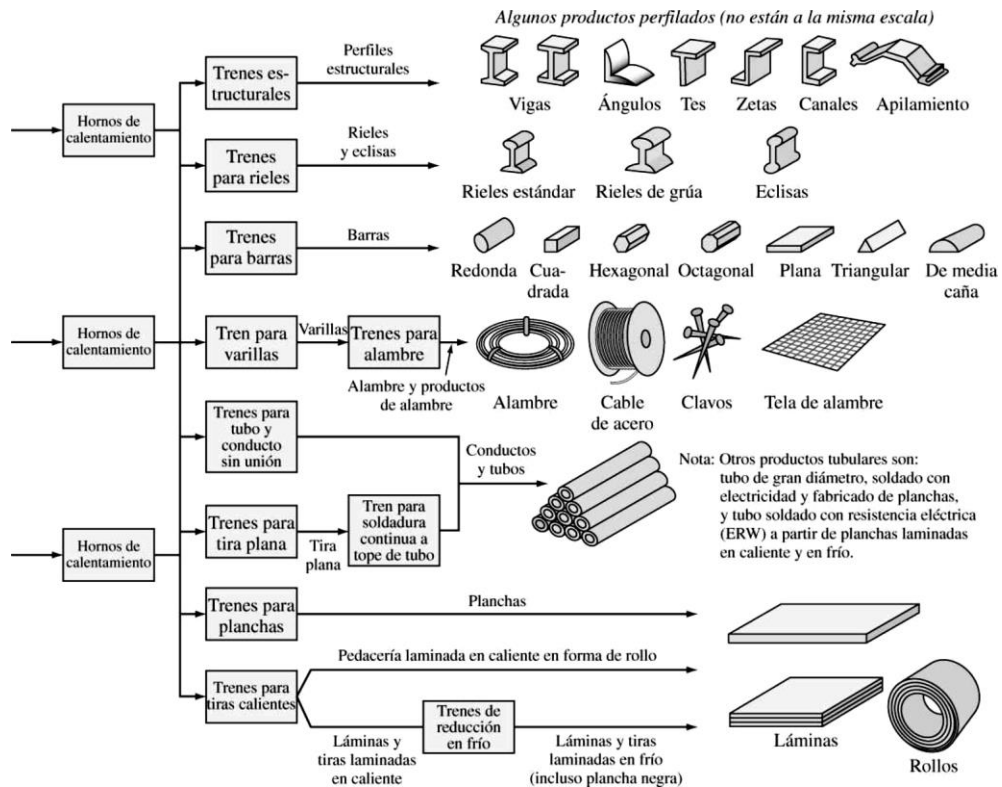 Algunos productos perfilados (no están a la misma escala)
Hornos de
calentamiento
Trenes es-
tructurales
Perfiles
estructurales
Vigas
Ángulos
Tes
Zetas
Canales
Apilamiento
Trenes
para rieles
Rieles
y eclisas
Rieles estándar
Rieles de grúa
Eclisas
Trenes
para barras
Barras
Redonda
Cua-
drada
Hexagonal
Octagonal
Plana
Triangular
De media
caña
Hornos de
calentamiento
Tren para
varillas
Varillas
Trenes para
alambre
Alambre y productos
de alambre
Alambre
Cable
de acero
Clavos
Tela de alambre
Trenes para
tubo y
conducto
sin unión
Conductos
y tubos
Nota: Otros productos tubulares son:
tubo de gran diámetro, soldado con
electricidad y fabricado de planchas,
y tubo soldado con resistencia eléctrica
(ERW) a partir de planchas laminadas
en caliente y en frío.
Hornos de
calentamiento
Trenes para
tira plana
Tira
plana
Tren para
soldadura
continua a
tope de tubo
Trenes para
planchas
Planchas
Trenes para
tiras calientes
Pedacería laminada en caliente en forma de rollo
Láminas y
tiras laminadas
en caliente
Trenes de
reducción
en frío
Láminas y tiras
laminadas en frío
(incluso plancha negra)
Láminas
Rollos